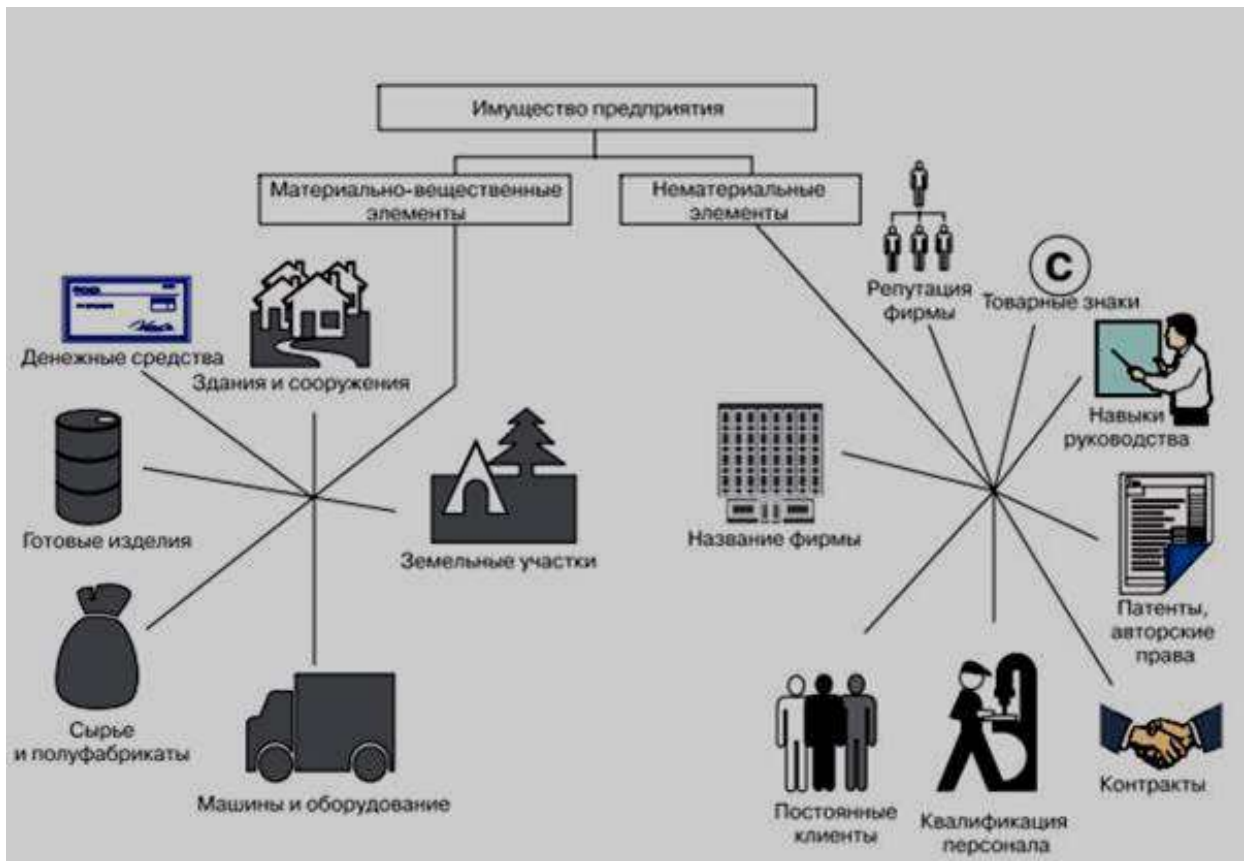 Имущество предприятия
Материально-вещественные
элементы
Нематериальные
элементы
Денежные средства
Здания и сооружения
Готовые изделия
Земельные участки
Сырье
и полуфабрикаты
Машины и оборудование
Репутация
фирмы
C
Товарные знаки
Навыки
руководства
Название фирмы
Патенты,
авторские
права
Постоянные
клиенты
Квалификация
персонала
Контракты